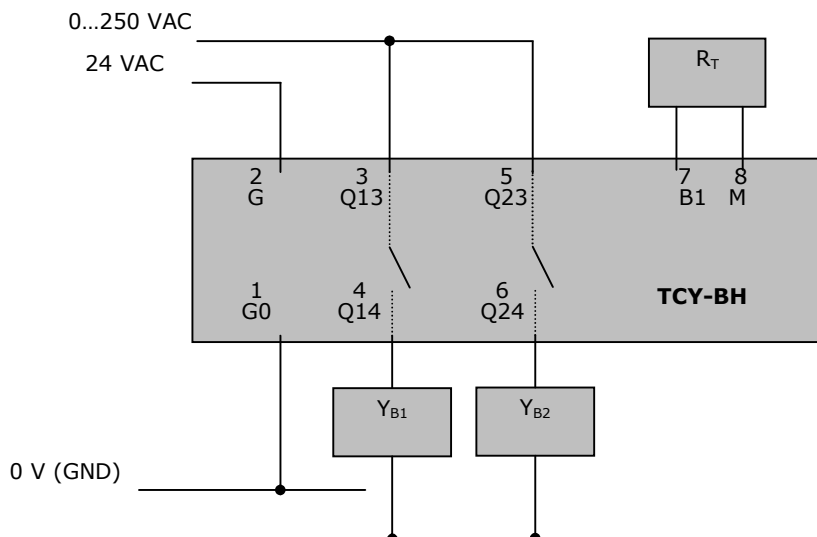 0...250 VAC
24 VAC
R_T
2 3 5 7 8
G Q13 Q23 B1 M
1 4 6
G0 Q14 Q24 TCY-BH
Y_B1 Y_B2
0 V (GND)